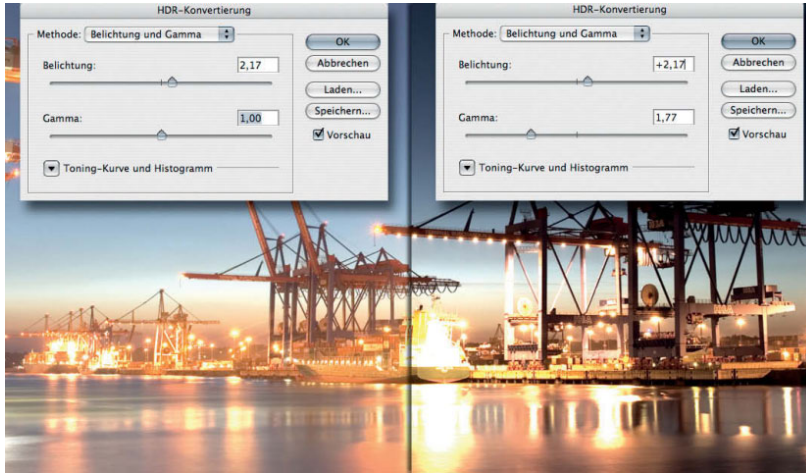 HDR-Konvertierung
Methode: Belichtung und Gamma
OK
Belichtung: 2,17
Abbrechen
Laden...
Gamma: 1,00
Speichern...
Vorschau
Toning-Kurve und Histogramm
HDR-Konvertierung
Methode: Belichtung und Gamma
OK
Belichtung: +2,17
Abbrechen
Laden...
Gamma: 1,77
Speichern...
Vorschau
Toning-Kurve und Histogramm